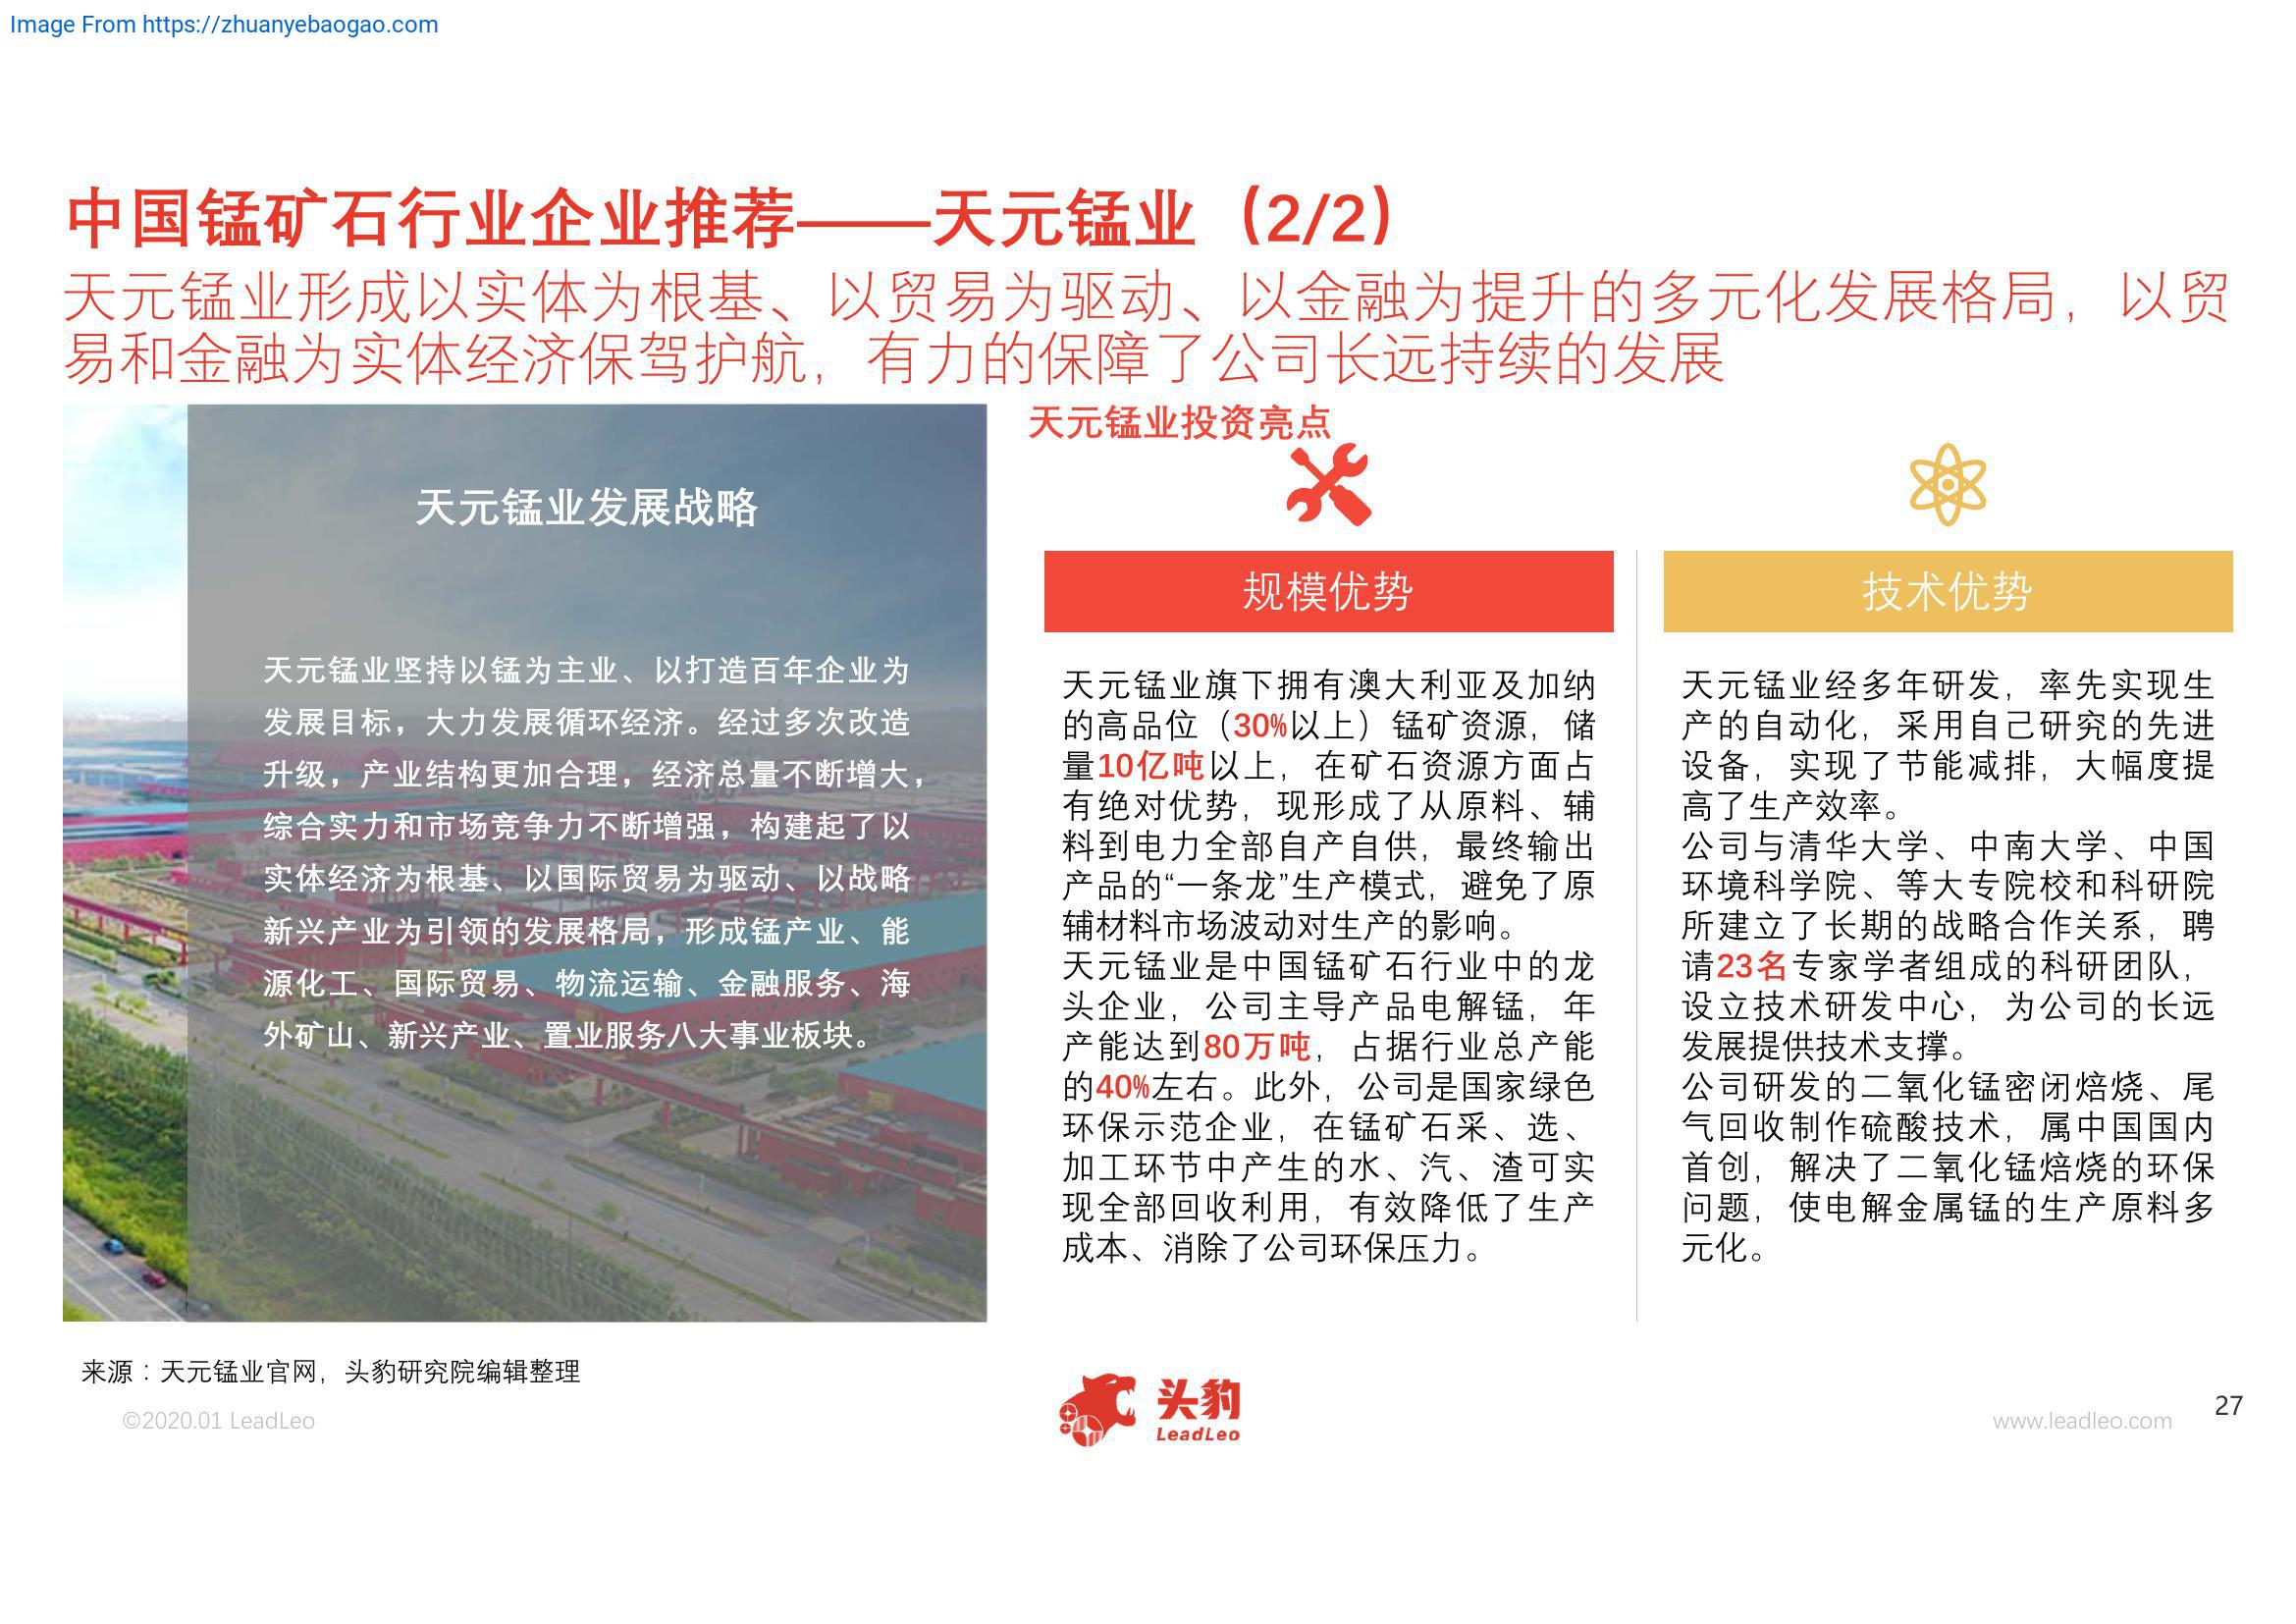 Image From https://zhuanyebaogao.com
中国锰矿石行业企业推荐——天元锰业（2/2）
天元锰业形成以实体为根基、以贸易为驱动、以金融为提升的多元化发展格局，以贸
易和金融为实体经济保驾护航，有力的保障了公司长远持续的发展
天元锰业发展战略
天元锰业坚持以锰为主业、以打造百年企业为
发展目标，大力发展循环经济。经过多次改造
升级，产业结构更加合理，经济总量不断增大，
综合实力和市场竞争力不断增强，构建起了以
实体经济为根基、以国际贸易为驱动、以战略
新兴产业为引领的发展格局，形成锰产业、能
源化工、国际贸易、物流运输、金融服务、海
外矿山、新兴产业、置业服务八大事业板块。
天元锰业投资亮点
规模优势
天元锰业旗下拥有澳大利亚及加纳
的高品位（30%以上）锰矿资源，储
量10亿吨以上，在矿石资源方面占
有绝对优势，现形成了从原料、辅
料到电力全部自产自供，最终输出
产品的“一条龙”生产模式，避免了原
辅材料市场波动对生产的影响。
天元锰业是中国锰矿石行业中的龙
头企业，公司主导产品电解锰，年
产能达到80万吨，占据行业总产能
的40%左右。此外，公司是国家绿色
环保示范企业，在锰矿石采、选、
加工环节中产生的水、汽、渣可实
现全部回收利用，有效降低了生产
成本、消除了公司环保压力。
技术优势
天元锰业经多年研发，率先实现生
产的自动化，采用自己研究的先进
设备，实现了节能减排，大幅度提
高了生产效率。
公司与清华大学、中南大学、中国
环境科学院、等大专院校和科研院
所建立了长期的战略合作关系，聘
请23名专家学者组成的科研团队，
设立技术研发中心，为公司的长远
发展提供技术支撑。
公司研发的二氧化锰密闭焙烧、尾
气回收制作硫酸技术，属中国国内
首创，解决了二氧化锰焙烧的环保
问题，使电解金属锰的生产原料多
元化。
来源：天元锰业官网，头豹研究院编辑整理
©2020.01 LeadLeo
头豹
LeadLeo
www.leadleo.com
27